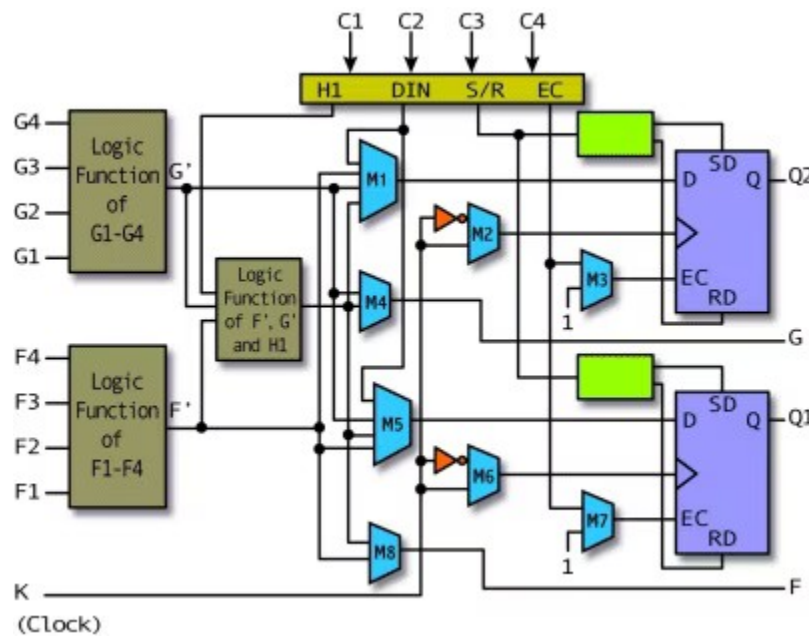 C1 C2 C3 C4
H1 DIN S/R EC
G4
G3
G2
G1
Logic
Function
of
G1-G4
G'
M1
M2
M3
1
SD
D Q
EC
RD
Q2
Logic
Function
of F', G'
and H1
M4
G
F4
F3
F2
F1
Logic
Function
of
F1-F4
F'
M5
M6
M7
1
SD
D Q
EC
RD
Q1
M8
F
K
(Clock)